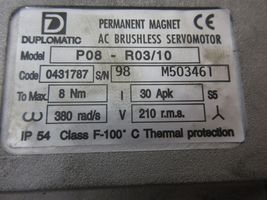 D
DUPLOMATIC
PERMANENT MAGNET
AC BRUSHLESS SERVOMOTOR
CE
Model P08 - R03/10
Code 0431787 S/N 98 M503461
To Max. 8 Nm I 30 Apk S5
ω 380 rad/s V 210 r.m.s.
IP 54 Class F-100° C Thermal protection